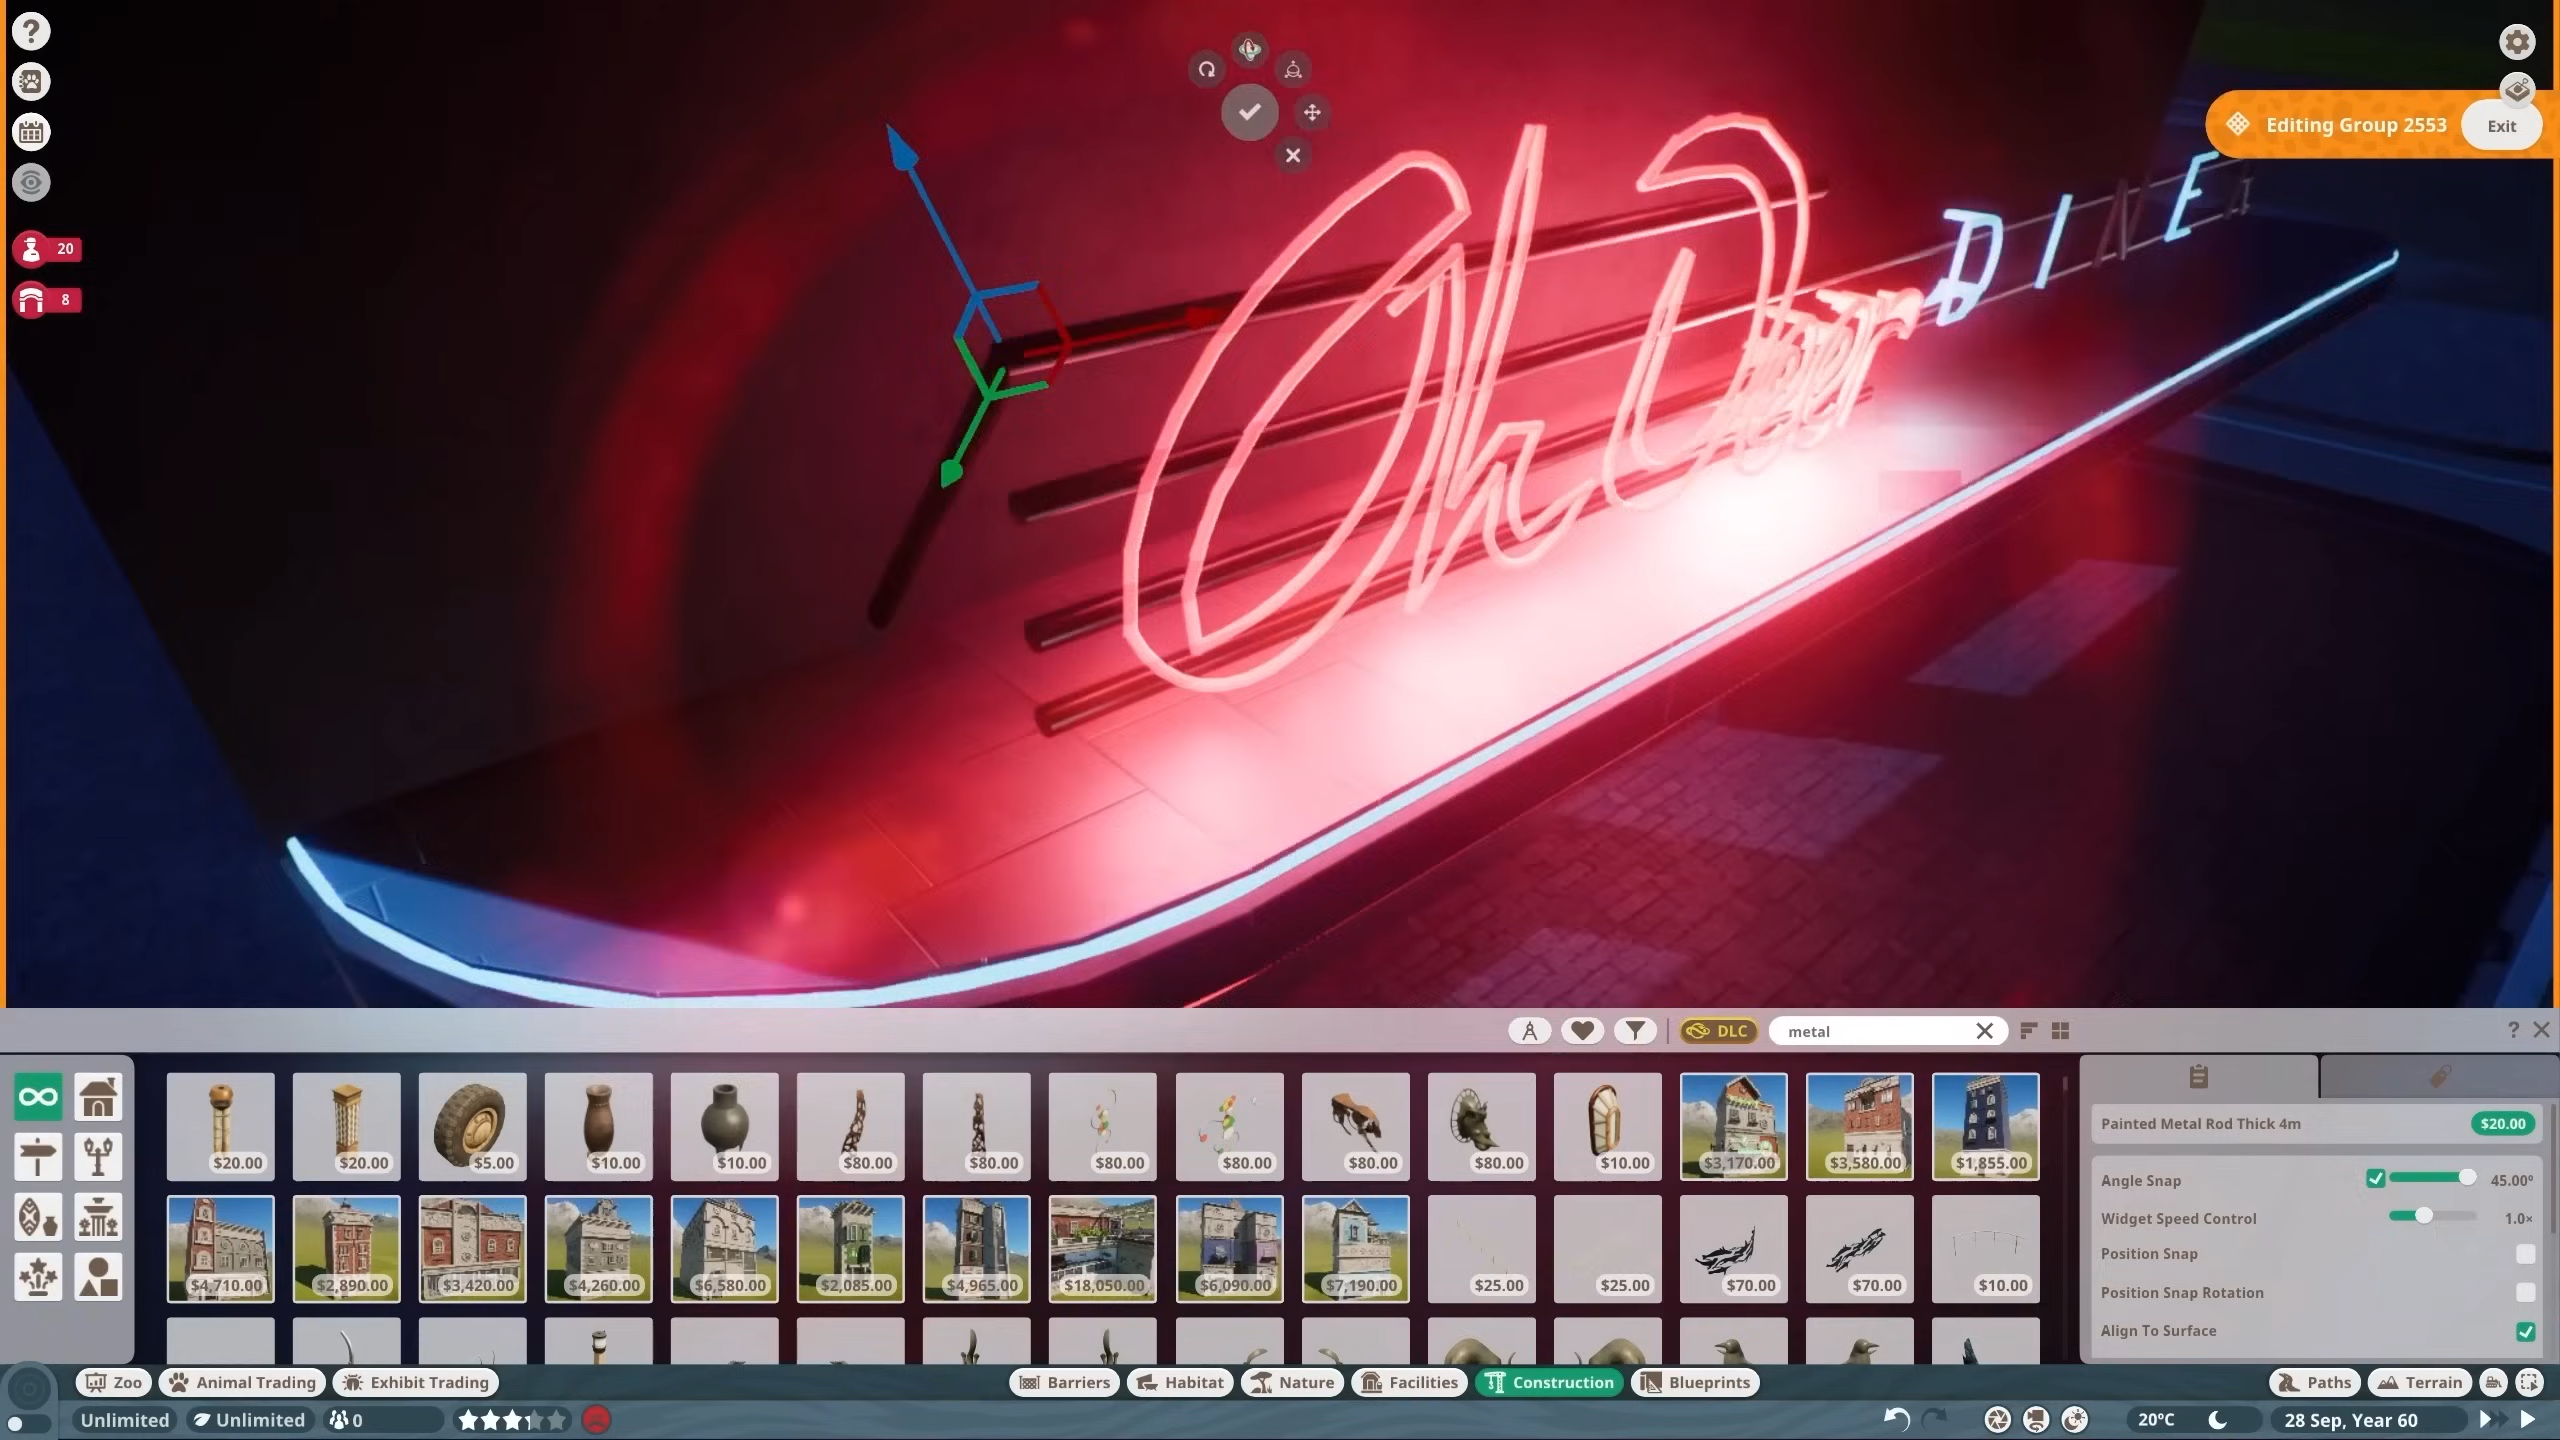 Editing Group 2553
Exit
20
8
Oh Deer
DINE
DLC
metal
?
$20.00
$20.00
$5.00
$10.00
$10.00
$80.00
$80.00
$80.00
$80.00
$80.00
$80.00
$10.00
$3,170.00
$3,580.00
$1,855.00
$4,710.00
$2,890.00
$3,420.00
$4,260.00
$6,580.00
$2,085.00
$4,965.00
$18,050.00
$6,090.00
$7,190.00
$25.00
$25.00
$70.00
$70.00
$10.00
Painted Metal Rod Thick 4m
$20.00
Angle Snap
45.00°
Widget Speed Control
1.0×
Position Snap
Position Snap Rotation
Align To Surface
Zoo
Animal Trading
Exhibit Trading
Barriers
Habitat
Nature
Facilities
Construction
Blueprints
Paths
Terrain
Unlimited
Unlimited
0
20°C
28 Sep, Year 60